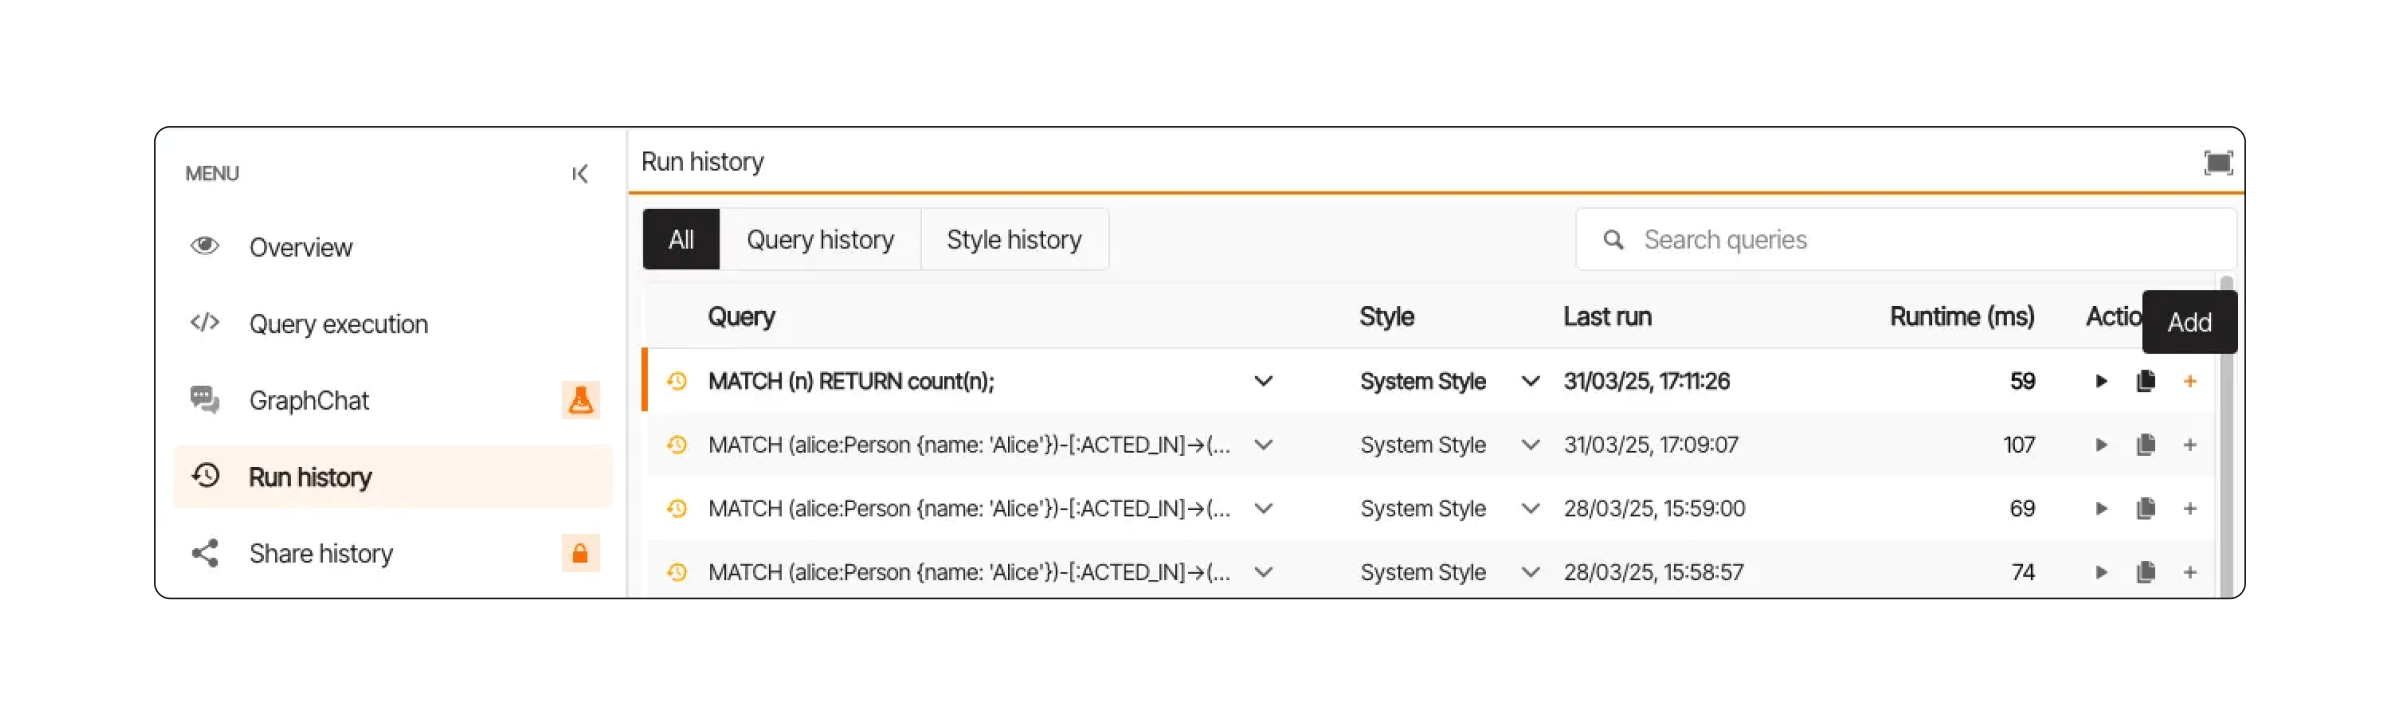 MENU
Overview
Query execution
GraphChat
Run history
Share history
Run history
All Query history Style history Search queries
Query Style Last run Runtime (ms) Actio
Add
MATCH (n) RETURN count(n); System Style 31/03/25, 17:11:26 59
MATCH (alice:Person {name: 'Alice'})-[:ACTED_IN]→(... System Style 31/03/25, 17:09:07 107
MATCH (alice:Person {name: 'Alice'})-[:ACTED_IN]→(... System Style 28/03/25, 15:59:00 69
MATCH (alice:Person {name: 'Alice'})-[:ACTED_IN]→(... System Style 28/03/25, 15:58:57 74